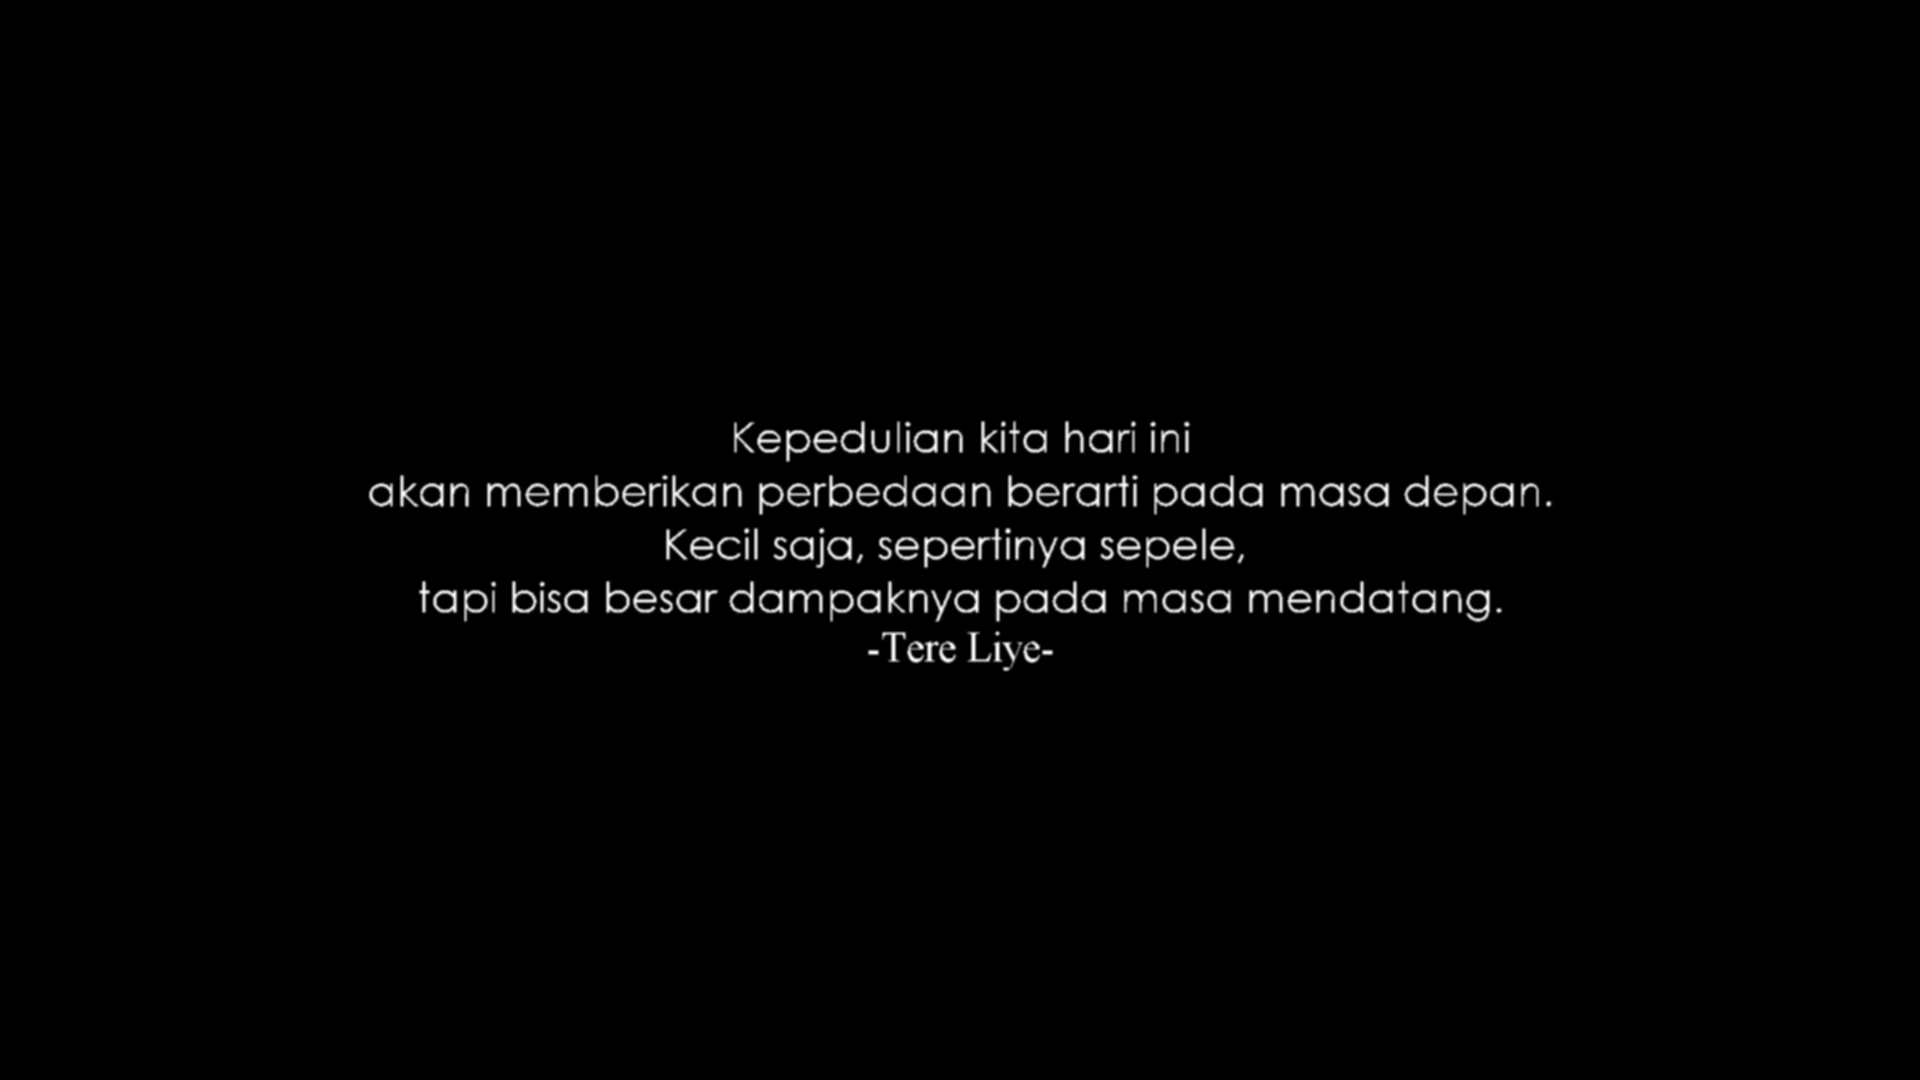 Kepedulian kita hari ini
akan memberikan perbedaan berarti pada masa depan.
Kecil saja, sepertinya sepele,
tapi bisa besar dampaknya pada masa mendatang.
-Tere Liye-